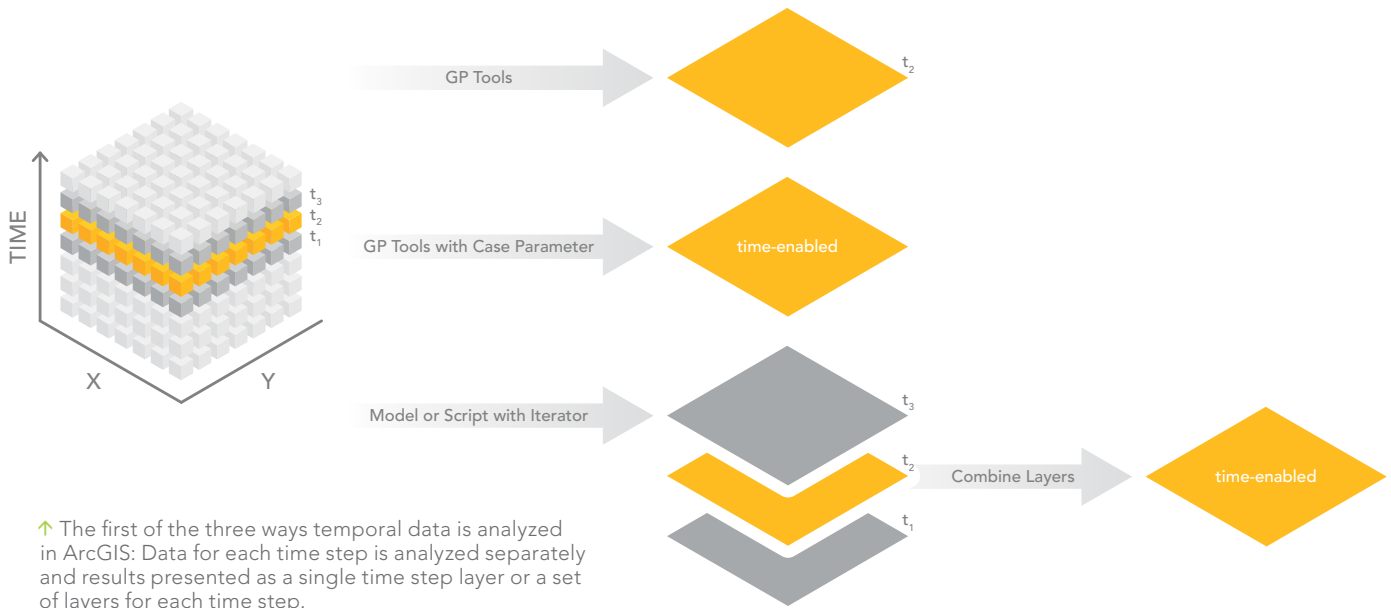 GP Tools
t2
TIME
t3
t2
t1
X
Y
GP Tools with Case Parameter
time-enabled
Model or Script with Iterator
t3
t2
t1
Combine Layers
time-enabled
↑ The first of the three ways temporal data is analyzed
in ArcGIS: Data for each time step is analyzed separately
and results presented as a single time step layer or a set
of layers for each time step.